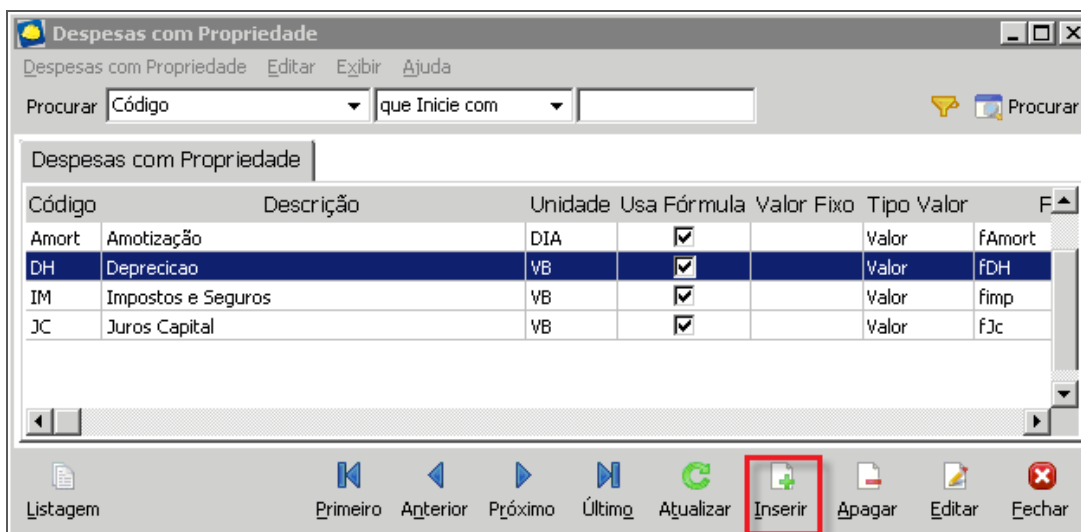 Despesas com Propriedade
Despesas com Propriedade Editar Exibir Ajuda
Procurar Código que Inicie com Procurar
Despesas com Propriedade
Código Descrição Unidade Usa Fórmula Valor Fixo Tipo Valor F
Amort Amotização DIA Valor fAmort
DH Deprecicao VB Valor fDH
IM Impostos e Seguros VB Valor fimp
JC Juros Capital VB Valor fJc
Listagem Primeiro Anterior Próximo Último Atualizar Inserir Apagar Editar Fechar